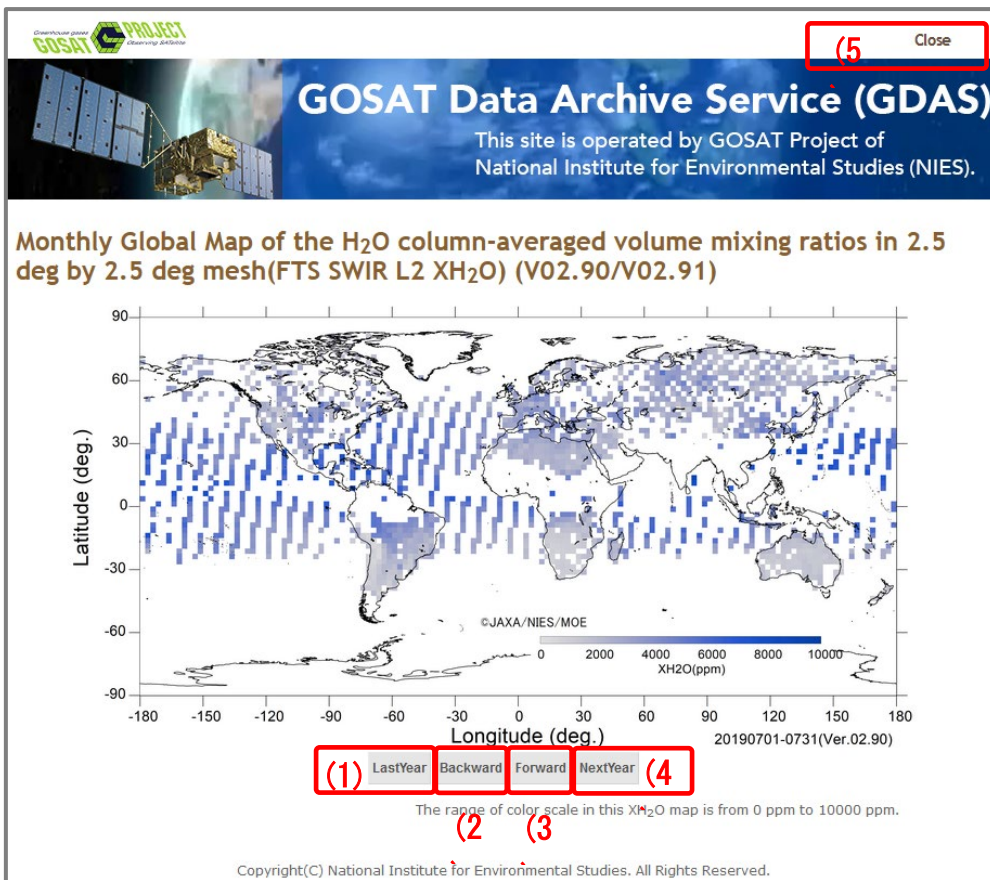 Greenhouse gases
GOSAT PROJECT
Observing SATellite
(5
Close
GOSAT Data Archive Service (GDAS)
This site is operated by GOSAT Project of
National Institute for Environmental Studies (NIES).
Monthly Global Map of the H2O column-averaged volume mixing ratios in 2.5
deg by 2.5 deg mesh(FTS SWIR L2 XH2O) (V02.90/V02.91)
90
60
30
0
-30
-60
-90
Latitude (deg.)
©JAXA/NIES/MOE
0 2000 4000 6000 8000 10000
XH2O(ppm)
-180 -150 -120 -90 -60 -30 0 30 60 90 120 150 180
Longitude (deg.)
20190701-0731(Ver.02.90)
(1) LastYear Backward Forward NextYear (4
The range of color scale in this XH2O map is from 0 ppm to 10000 ppm.
(2 (3
Copyright(C) National Institute for Environmental Studies. All Rights Reserved.